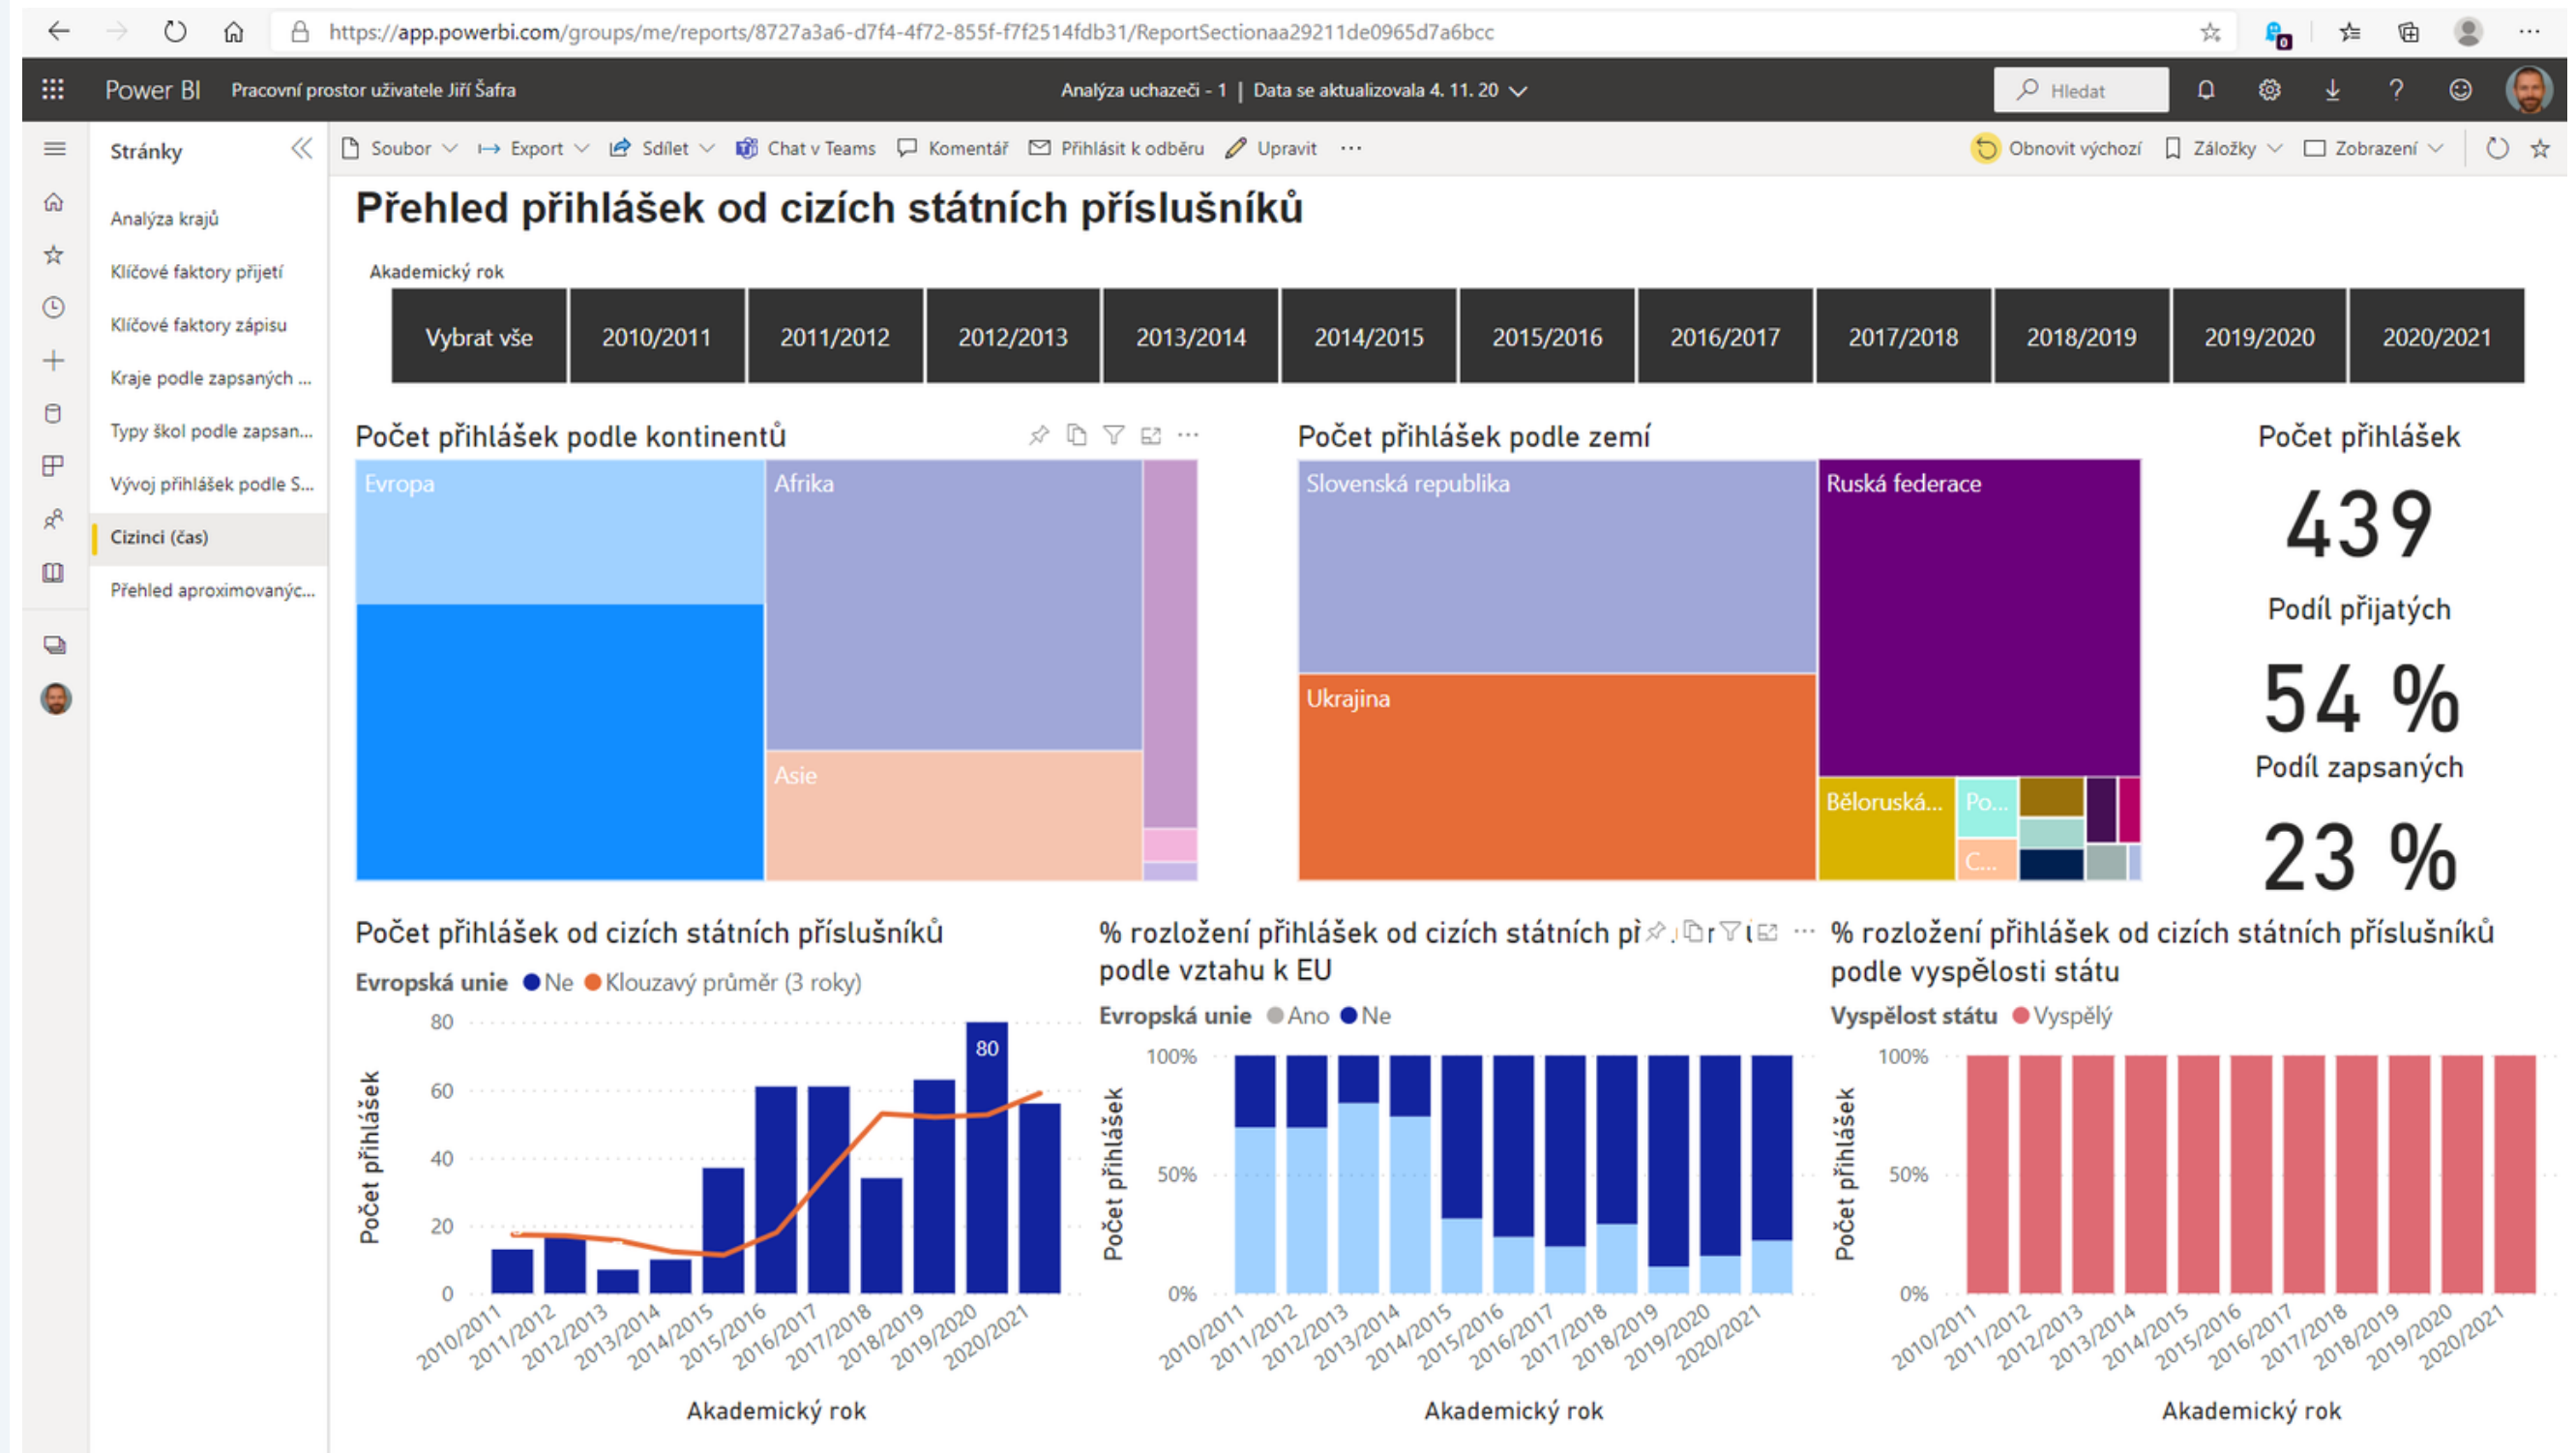 https://app.powerbi.com/groups/me/reports/8727a3a6-d7f4-4f72-855f-f7f2514fdb31/ReportSectionaa29211de0965d7a6bcc
0
Power BI Pracovní prostor uživatele Jiří Šafra
Analýza uchazeči - 1 | Data se aktualizovala 4. 11. 20
Hledat
Stránky
Soubor Export Sdílet Chat v Teams Komentář Přihlásit k odběru Upravit ...
Obnovit výchozí Záložky Zobrazení
Analýza krajů
Klíčové faktory přijetí
Klíčové faktory zápisu
Kraje podle zapsaných ...
Typy škol podle zapsan...
Vývoj přihlášek podle S...
Cizinci (čas)
Přehled aproximovanýc...
Přehled přihlášek od cizích státních příslušníků
Akademický rok
Vybrat vše 2010/2011 2011/2012 2012/2013 2013/2014 2014/2015 2015/2016 2016/2017 2017/2018 2018/2019 2019/2020 2020/2021
Počet přihlášek podle kontinentů
Evropa
Afrika
Asie
Počet přihlášek podle zemí
Slovenská republika
Ruská federace
Ukrajina
Běloruská...
Po...
C...
Počet přihlášek
439
Podíl přijatých
54 %
Podíl zapsaných
23 %
Počet přihlášek od cizích státních příslušníků
Evropská unie Ne Klouzavý průměr (3 roky)
Počet přihlášek
80
60
40
20
0
80
2010/2011 2011/2012 2012/2013 2013/2014 2014/2015 2015/2016 2016/2017 2017/2018 2018/2019 2019/2020 2020/2021
Akademický rok
% rozložení přihlášek od cizích státních
podle vztahu k EU
Evropská unie Ano Ne
Počet přihlášek
100%
50%
0%
2010/2011 2011/2012 2012/2013 2013/2014 2014/2015 2015/2016 2016/2017 2017/2018 2018/2019 2019/2020 2020/2021
Akademický rok
% rozložení přihlášek od cizích státních příslušníků
podle vyspělosti státu
Vyspělost státu Vyspělý
Počet přihlášek
100%
50%
0%
2010/2011 2011/2012 2012/2013 2013/2014 2014/2015 2015/2016 2016/2017 2017/2018 2018/2019 2019/2020 2020/2021
Akademický rok